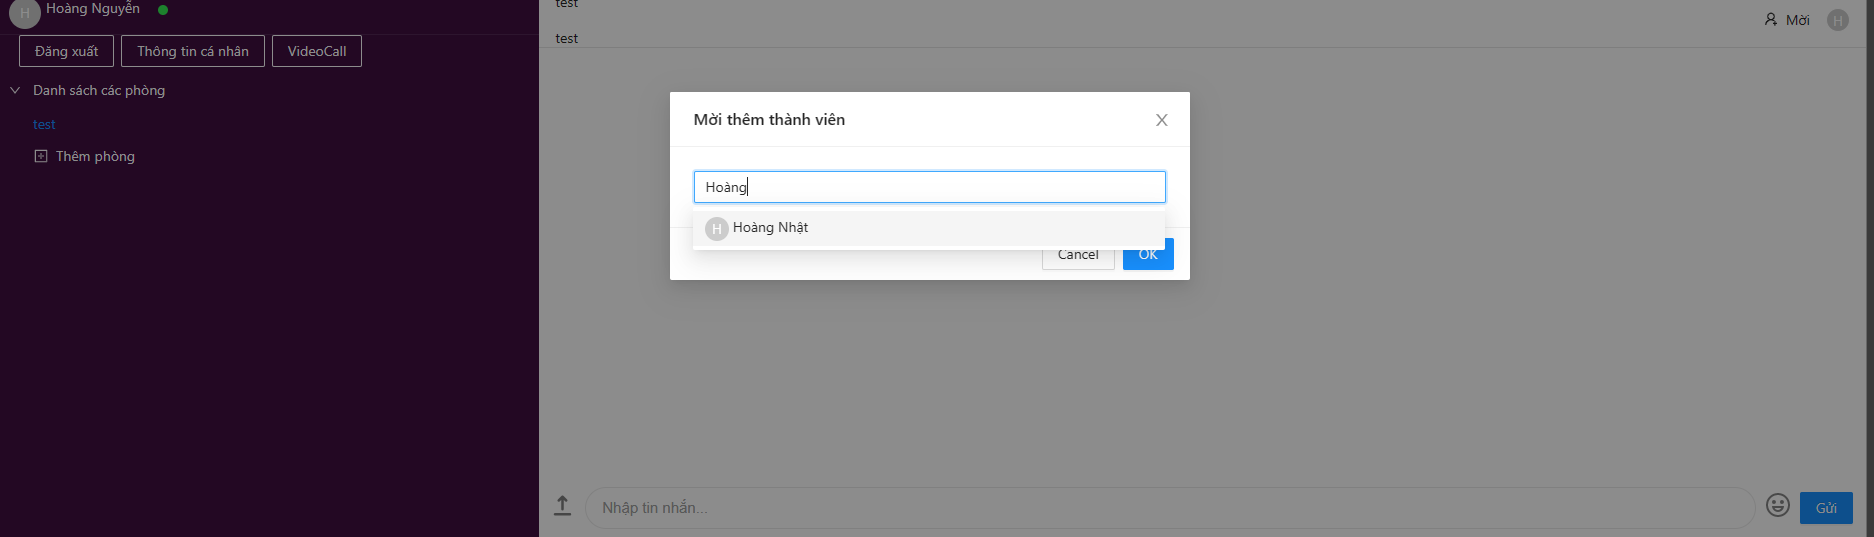 H Hoàng Nguyễn
Đăng xuất Thông tin cá nhân VideoCall
Danh sách các phòng
test
Thêm phòng
test
test
Mời H
Mời thêm thành viên
Hoàng
H Hoàng Nhật
Cancel OK
Nhập tin nhắn...
Gửi